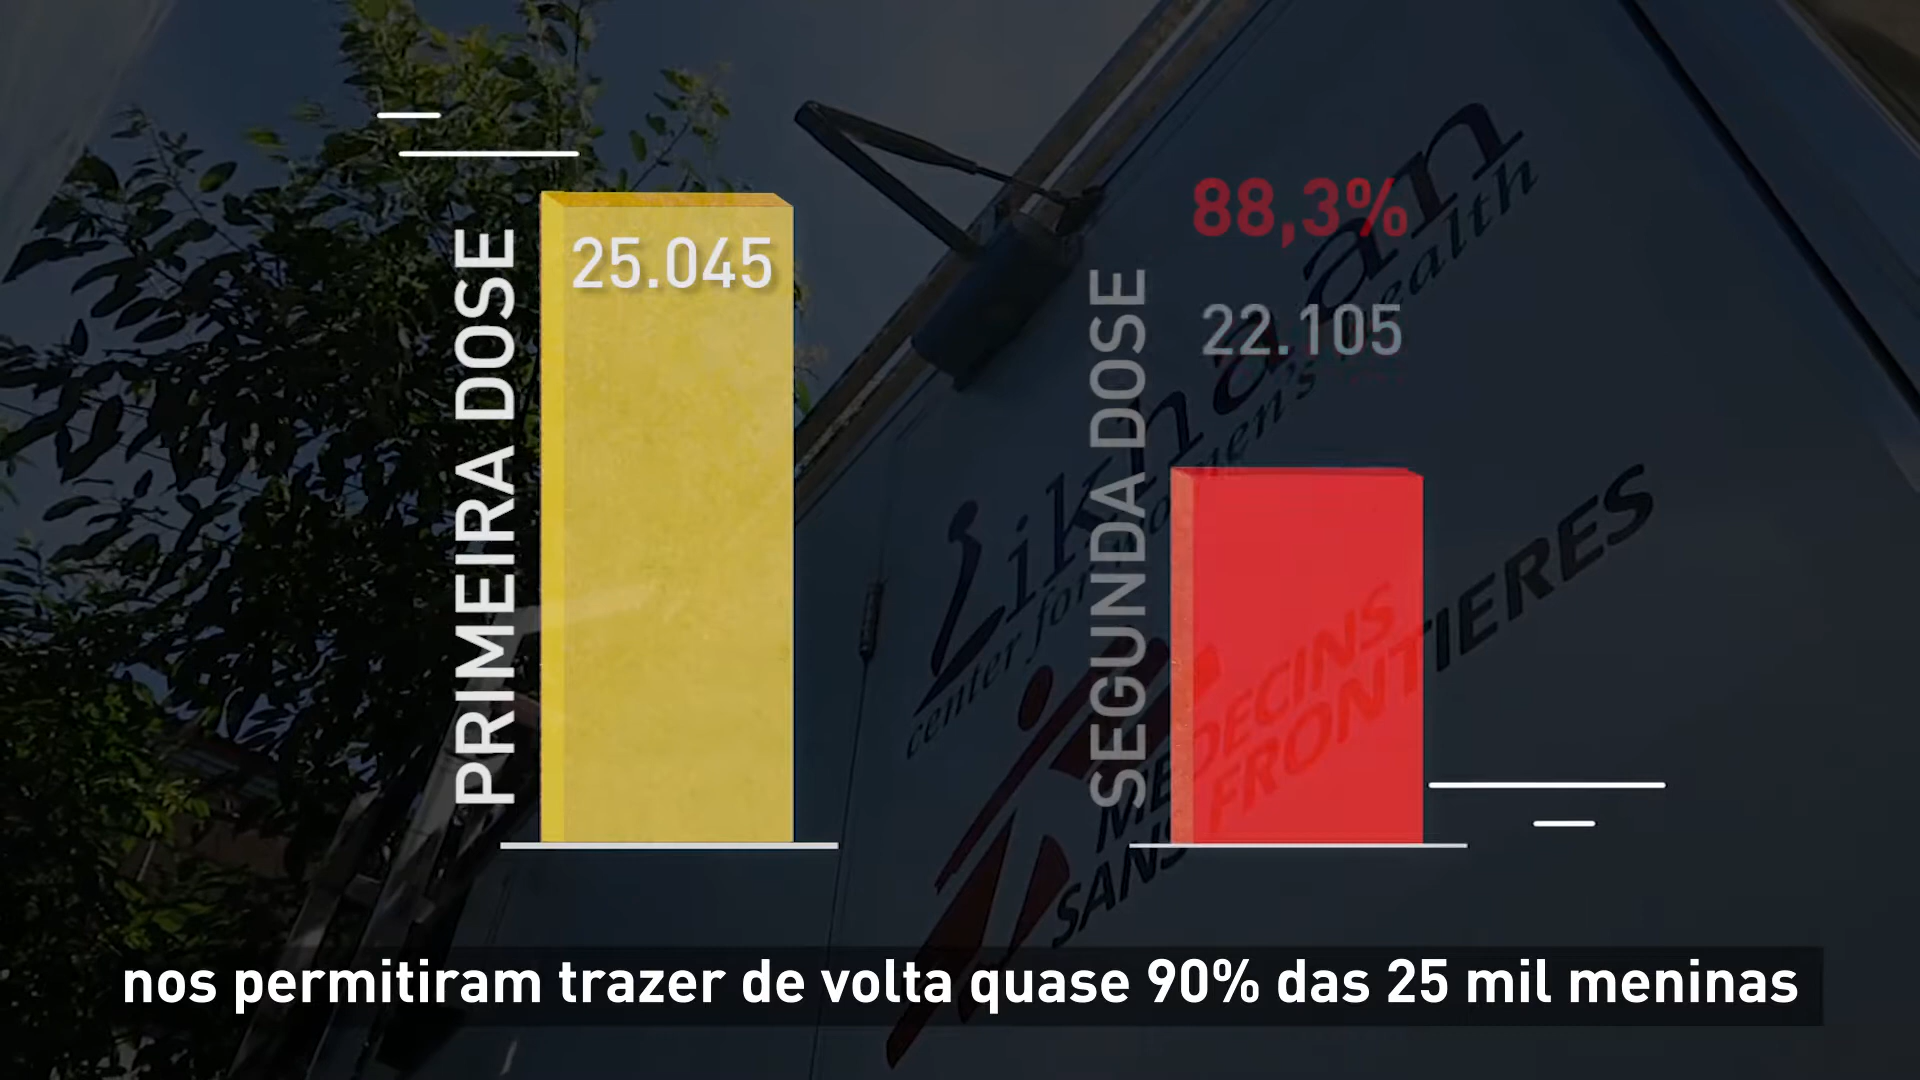 PRIMEIRA DOSE
25.045
SEGUNDA DOSE
88,3%
22.105
Likhaan
center for women's health
MEDECINS
SANS FRONTIERES
nos permitiram trazer de volta quase 90% das 25 mil meninas